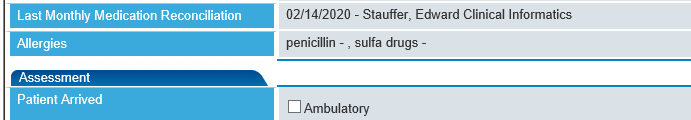 Last Monthly Medication Reconciliation 02/14/2020 - Stauffer, Edward Clinical Informatics
Allergies penicillin - , sulfa drugs -
Assessment
Patient Arrived Ambulatory